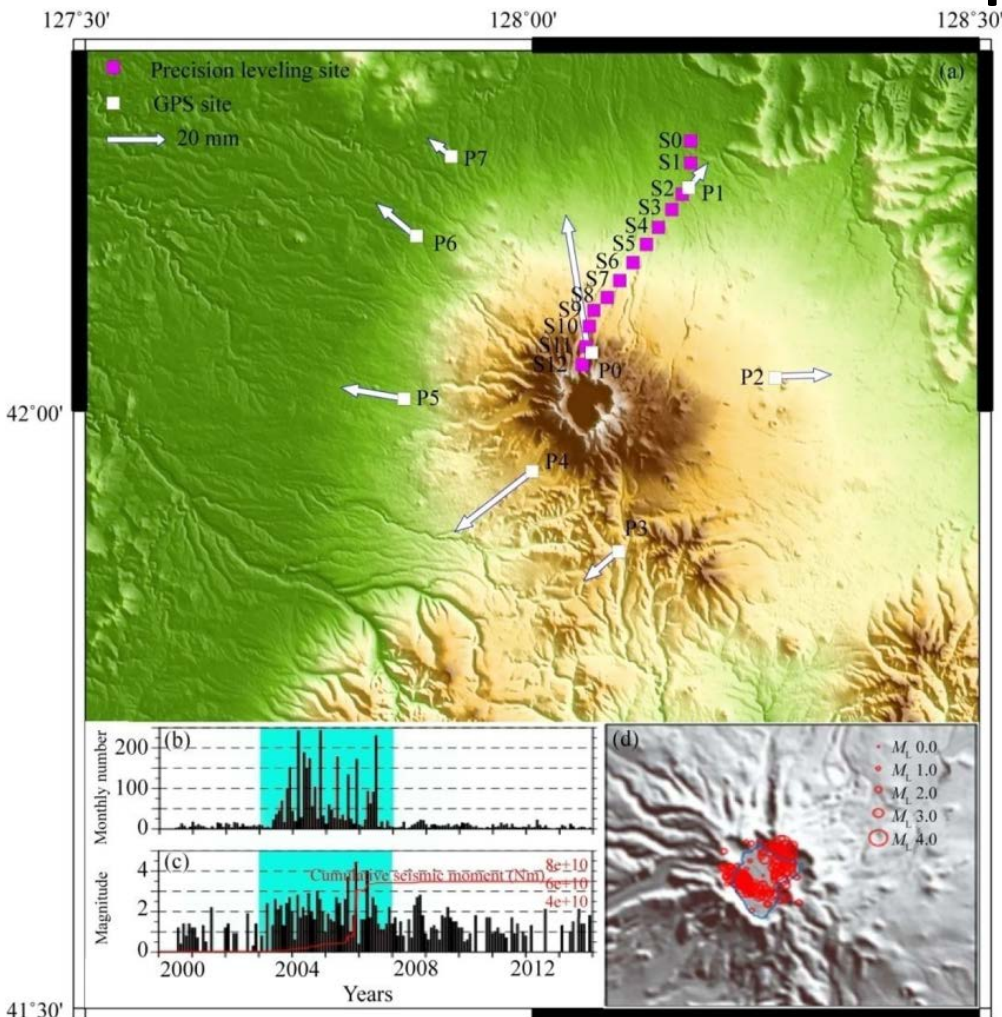 127°30'
128°00'
128°30'
Precision leveling site
(a)
GPS site
20 mm
S0
P7
S1
S2
P1
S3
S4
P6
S5
S6
S7
S8
S9
S10
S11
S12
P0
P2
P5
42°00'
P4
P3
(b)
Monthly number
200
100
0
(c)
Magnitude
4
2
0
Cumulative seismic moment (Nm)
8e+10
6e+10
4e+10
2000
2004
2008
2012
Years
(d)
ML 0.0
ML 1.0
ML 2.0
ML 3.0
ML 4.0
41°30'